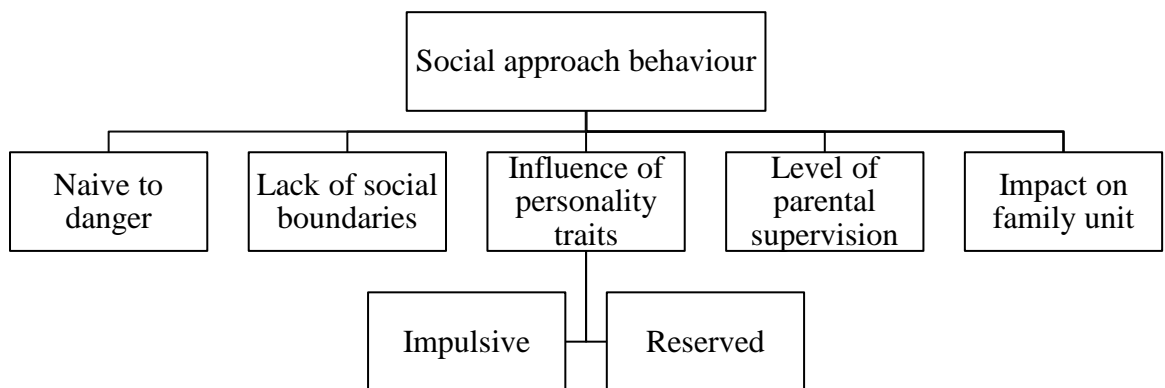 Social approach behaviour
Naive to
danger
Lack of social
boundaries
Influence of
personality
traits
Level of
parental
supervision
Impact on
family unit
Impulsive
Reserved